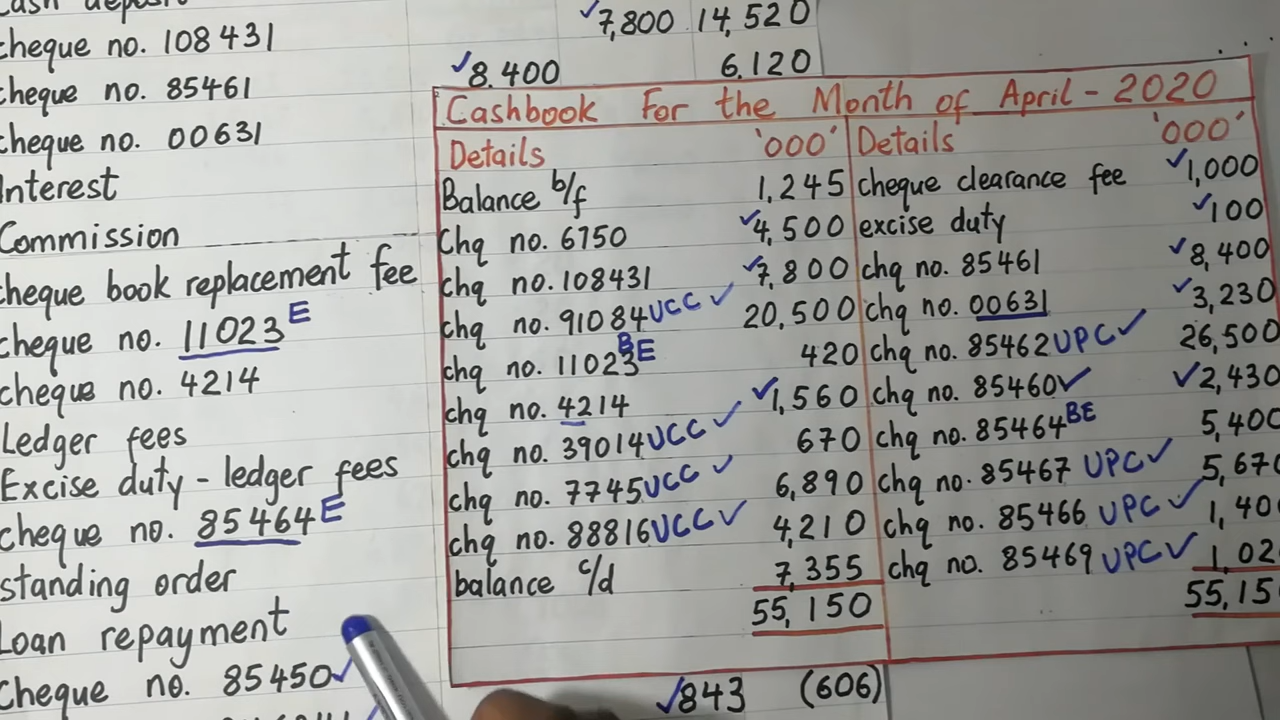 cheque no. 108431 7,800 14,520
cheque no. 85461 8.400 6.120
cheque no. 00631
Interest
Commission
cheque book replacement fee
cheque no. 11023 E
cheque no. 4214
Ledger fees
Excise duty - ledger fees
cheque no. 85464 E
standing order
Loan repayment
cheque no. 85450
843 (606)
Cashbook For the Month of April - 2020
Details '000' Details '000'
Balance b/f 1,245 cheque clearance fee 1,000
Chq no. 6750 4,500 excise duty 100
chq no. 108431 7,800 chq no. 85461 8,400
chq no. 91084 UCC ✓ 20,500 chq no. 00631 3,230
chq no. 11023 BE 420 chq no. 85462 UPC ✓ 26,500
chq no. 4214 1,560 chq no. 85460 ✓ 2,430
chq no. 39014 UCC ✓ 670 chq no. 85464 BE 5,400
chq no. 7745 UCC ✓ 6,890 chq no. 85467 UPC ✓ 5,670
chq no. 88816 UCC ✓ 4,210 chq no. 85466 UPC ✓ 1,40
balance c/d 7,355 chq no. 85469 UPC ✓ 1,02
55,150 55,15